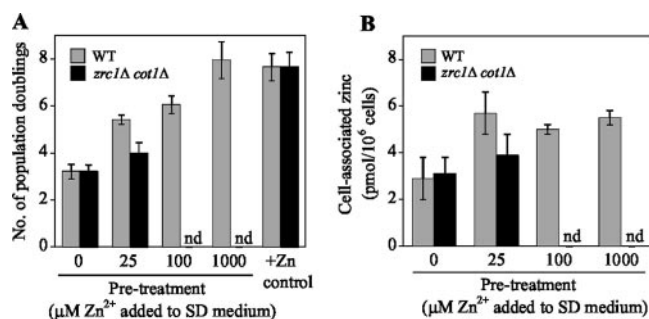 A
WT
zrc1Δ cot1Δ
No. of population doublings
8
6
4
2
0
nd
nd
0
25
100
1000
+Zn
control
Pre-treatment
(μM Zn²⁺ added to SD medium)
B
WT
zrc1Δ cot1Δ
Cell-associated zinc
(pmol/10⁶ cells)
8
6
4
2
0
nd
nd
0
25
100
1000
Pre-treatment
(μM Zn²⁺ added to SD medium)